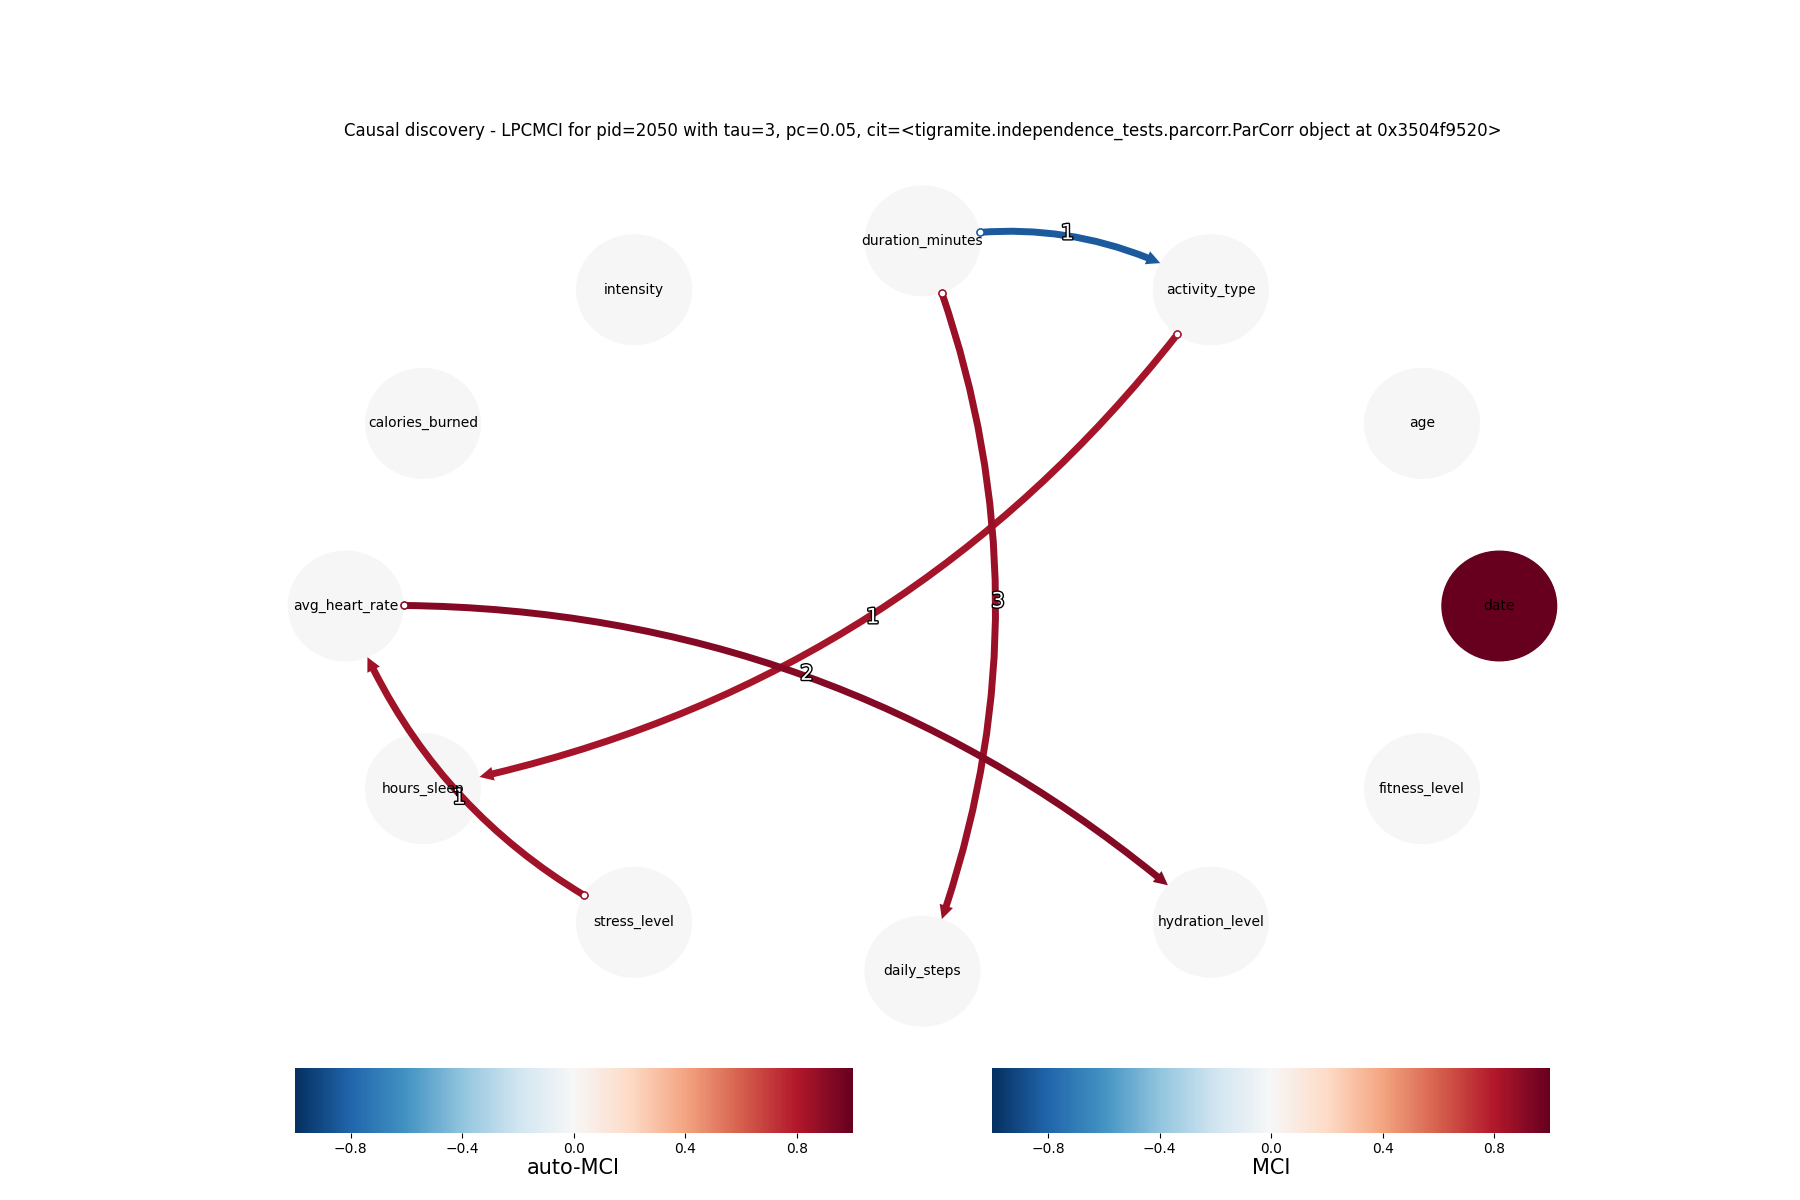 Causal discovery - LPCMCI for pid=2050 with tau=3, pc=0.05, cit=<tigramite.independence_tests.parcorr.ParCorr object at 0x3504f9520>
duration_minutes
1
intensity
activity_type
calories_burned
age
3
avg_heart_rate
1
date
2
hours_sleep
1
fitness_level
stress_level
hydration_level
daily_steps
−0.8 −0.4 0.0 0.4 0.8
auto-MCI
−0.8 −0.4 0.0 0.4 0.8
MCI